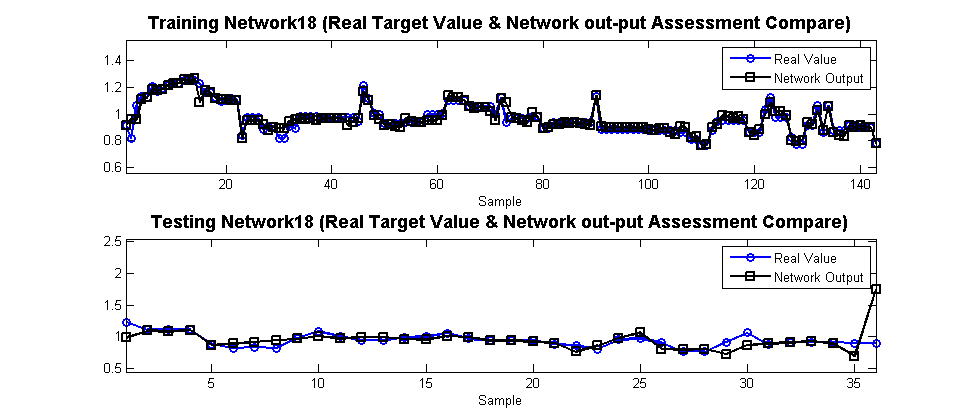 Training Network18 (Real Target Value & Network out-put Assessment Compare)
1.4
1.2
1
0.8
0.6
Real Value
Network Output
20 40 60 80 100 120 140
Sample
Testing Network18 (Real Target Value & Network out-put Assessment Compare)
2.5
2
1.5
1
0.5
Real Value
Network Output
5 10 15 20 25 30 35
Sample